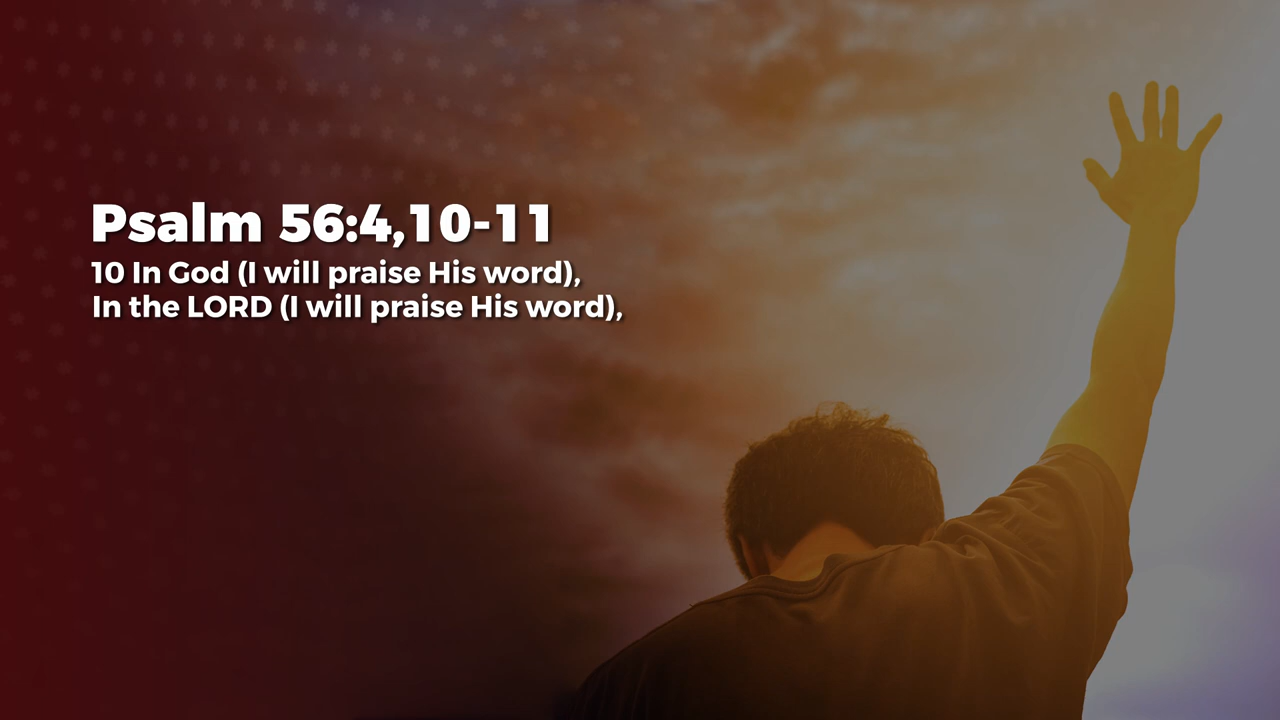 Psalm 56:4,10-11
10 In God (I will praise His word),
In the LORD (I will praise His word),